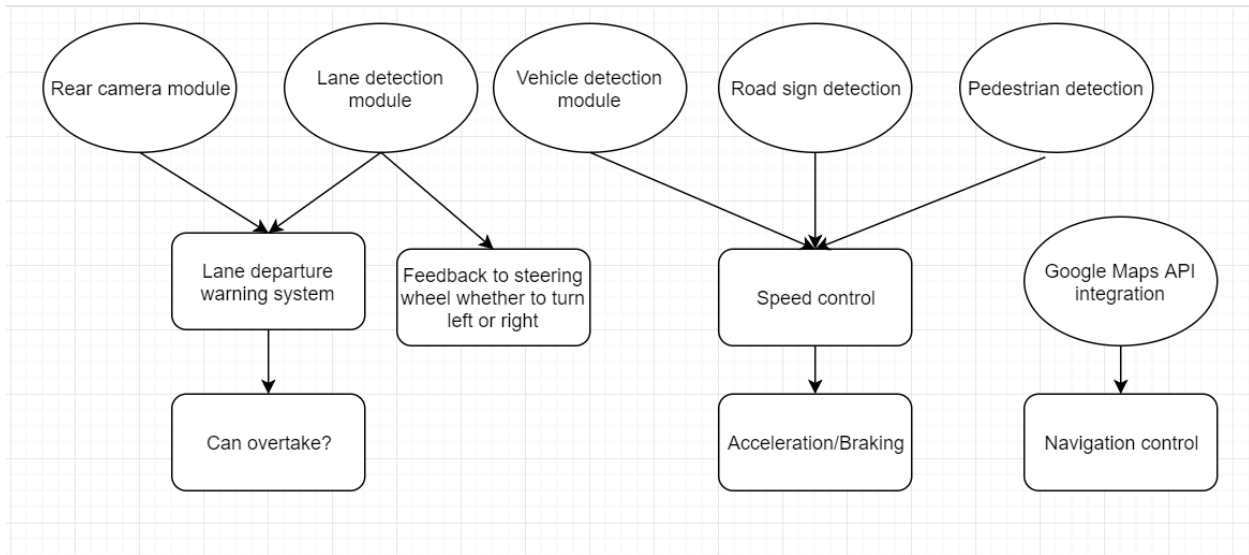 Rear camera module
Lane detection
module
Vehicle detection
module
Road sign detection
Pedestrian detection
Lane departure
warning system
Feedback to steering
wheel whether to turn
left or right
Speed control
Google Maps API
integration
Can overtake?
Acceleration/Braking
Navigation control